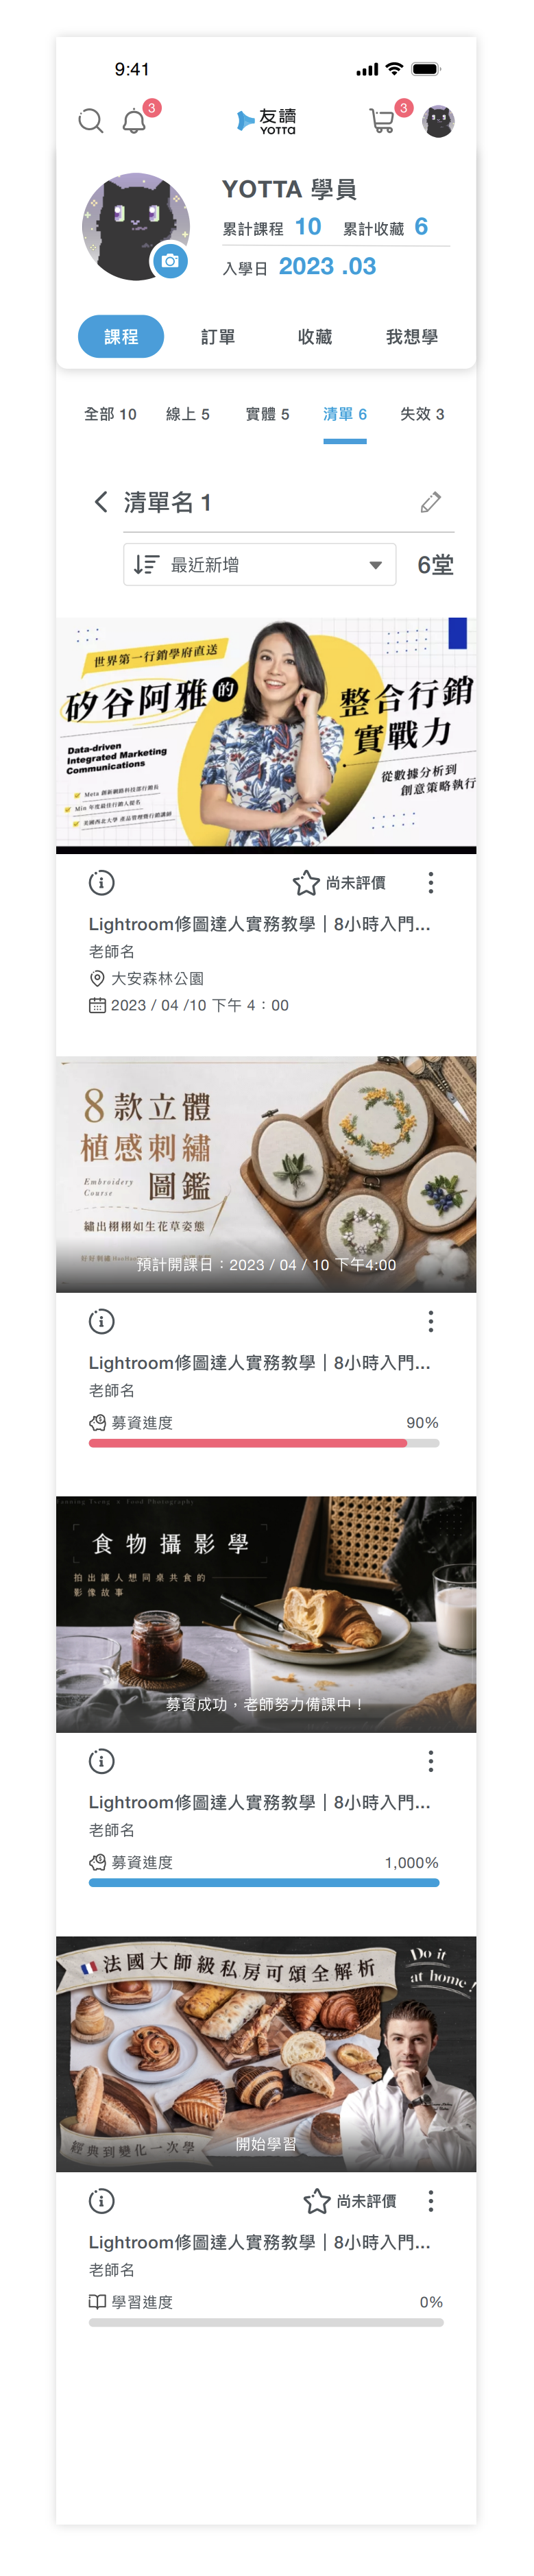 9:41
3
友讀
YOTTA
3
YOTTA 學員
累計課程 10 累計收藏 6
入學日 2023 .03
課程 訂單 收藏 我想學
全部 10 線上 5 實體 5 清單 6 失效 3
清單名 1
最近新增 6堂
世界第一行銷學府直送
矽谷阿雅的
整合行銷
實戰力
Data-driven
Integrated Marketing
Communications
從數據分析到
創意策略執行
尚未評價
Lightroom修圖達人實務教學｜8小時入門...
老師名
大安森林公園
2023 / 04 /10 下午 4：00
8款立體
植感刺繡
Embroidery
Course
圖鑑
繡出栩栩如生花草姿態
預計開課日：2023 / 04 / 10 下午4:00
Lightroom修圖達人實務教學｜8小時入門...
老師名
募資進度 90%
食物攝影學
拍出讓人想同桌共食的
影像故事
募資成功，老師努力備課中！
Lightroom修圖達人實務教學｜8小時入門...
老師名
募資進度 1,000%
法國大師級私房可頌全解析
Do it
at home!
經典到變化一次學
開始學習
尚未評價
Lightroom修圖達人實務教學｜8小時入門...
老師名
學習進度 0%